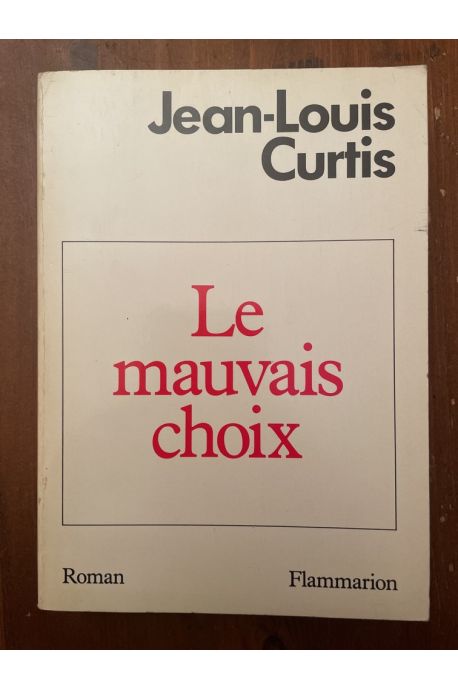 Jean-Louis
Curtis
Le
mauvais
choix
Roman
Flammarion